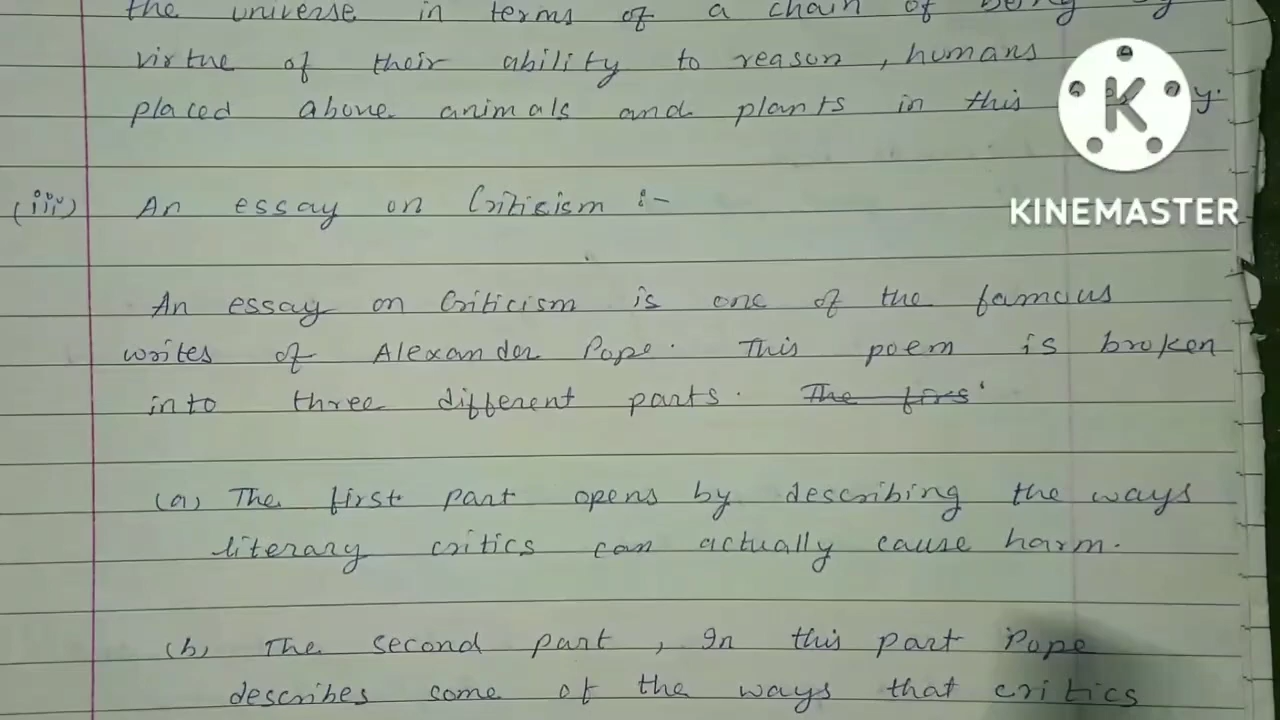 the universe in terms of a chain of being by
virtue of their ability to reason, humans
placed above animals and plants in this
(iii) An essay on Criticism :-
KINEMASTER
An essay on Criticism is one of the famous
writes of Alexander Pope. This poem is broken
into three different parts. The firs
(a) The first part opens by describing the ways
literary critics can actually cause harm.
(b) The second part, In this part Pope
describes some of the ways that critics